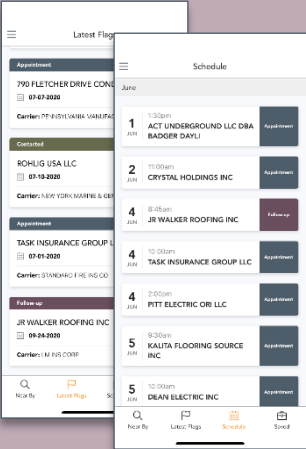 Latest Flags
Appointment
790 FLETCHER DRIVE
07-07-2020
Carrier:
Contacted
ROHLIG USA LLC
07-10-2020
Carrier: NEW YORK MARINE &
Appointment
TASK INSURANCE GROUP
07-01-2020
Carrier: STANDARD FIRE INS CO
Follow-up
JR WALKER ROOFING INC
09-24-2020
Carrier: LM INS CORP.
Near By
Latest Flags
Schedule
June
1
JUN
1:30pm
ACT UNDERGROUND LLC DBA
BADGER DAYLI
Appointment
2
JUN
11:00am
CRYSTAL HOLDINGS INC
Appointment
4
JUN
8:45am
JR WALKER ROOFING INC
Follow-up
4
JUN
10:00am
TASK INSURANCE GROUP LLC
Appointment
4
JUN
2:00pm
PITT ELECTRIC ORI LLC
Appointment
5
JUN
9:30am
KALITA FLOORING SOURCE
INC
Appointment
5
JUN
10:00am
DEAN ELECTRIC INC
Appointment
Near By
Latest Flags
Schedule
Saved